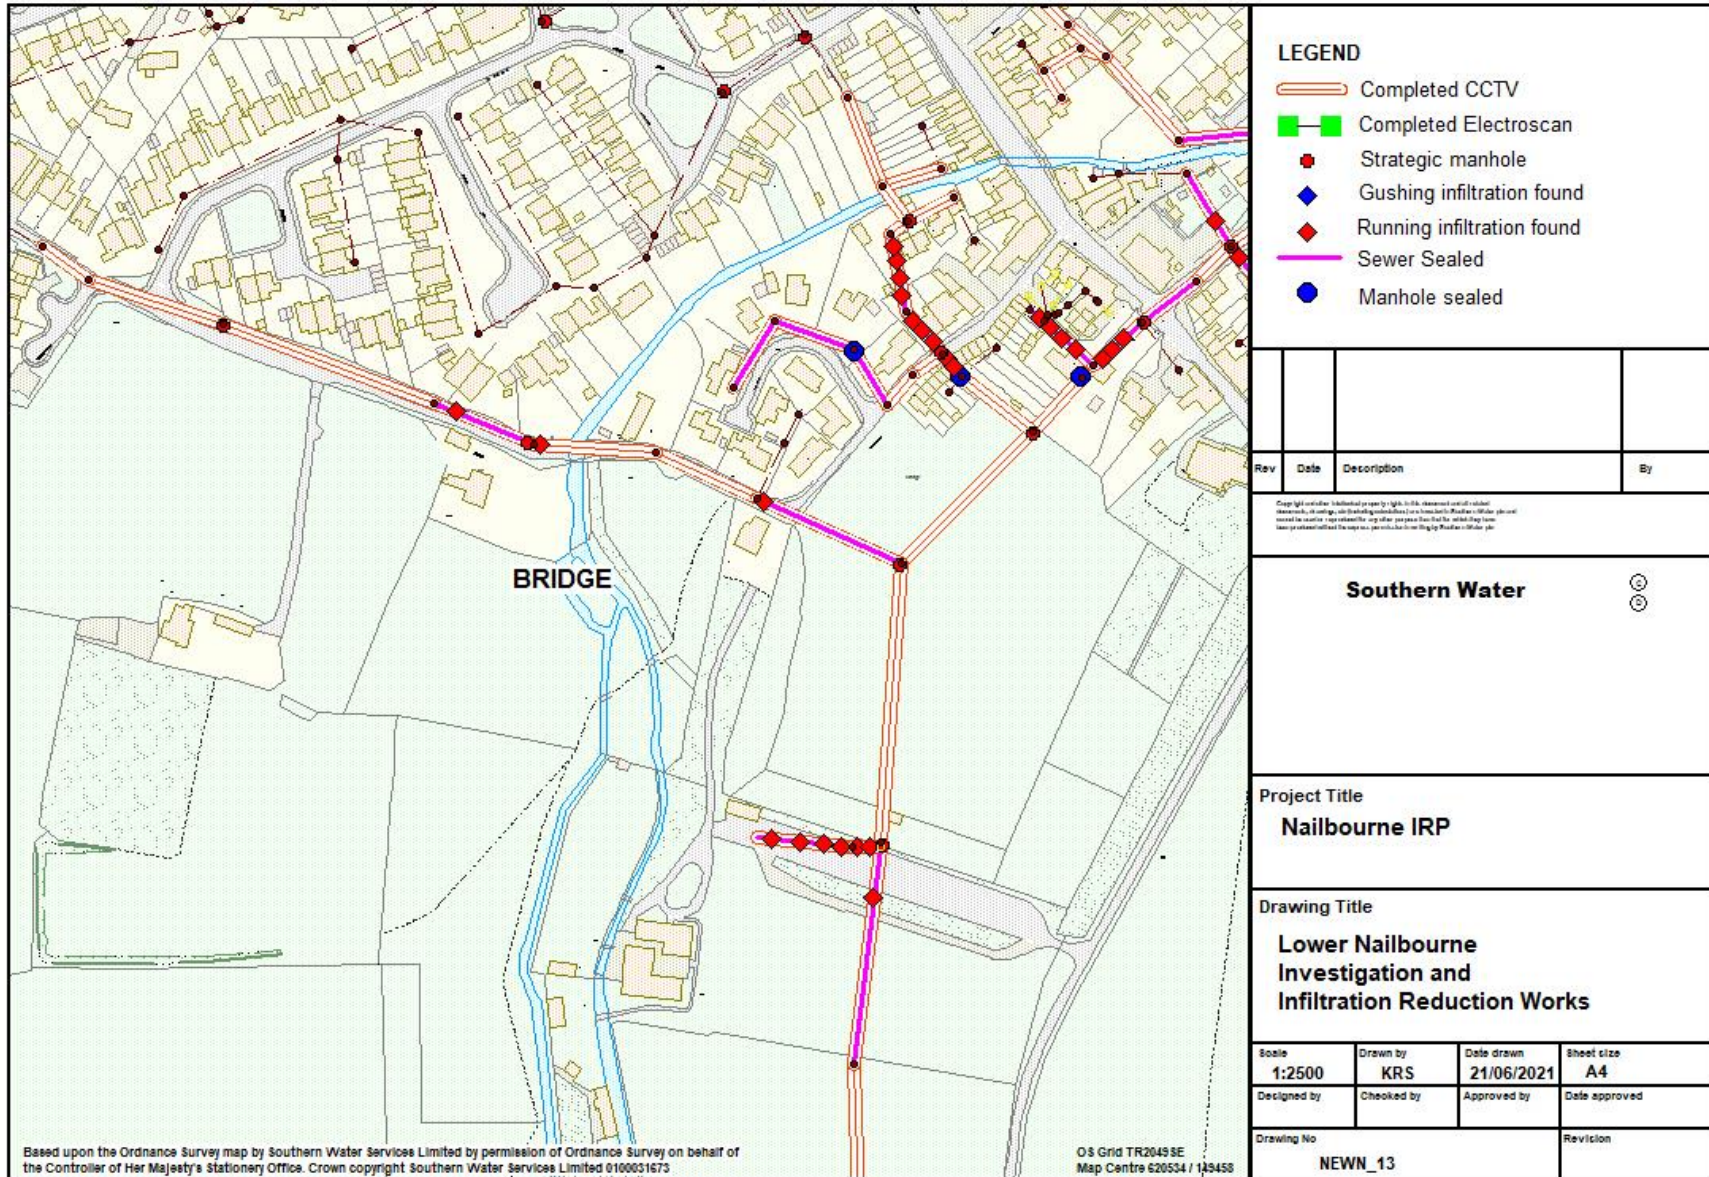 BRIDGE
Based upon the Ordnance Survey map by Southern Water Services Limited by permission of Ordnance Survey on behalf of
the Controller of Her Majesty's Stationery Office. Crown copyright Southern Water Services Limited 0100031673
OS Grid TR2049SE
Map Centre 620534 / 149458
LEGEND
Completed CCTV
Completed Electroscan
Strategic manhole
Gushing infiltration found
Running infiltration found
Sewer Sealed
Manhole sealed
Rev Date Description By
Southern Water
Project Title
Nailbourne IRP
Drawing Title
Lower Nailbourne
Investigation and
Infiltration Reduction Works
Scale Drawn by Date drawn Sheet size
1:2500 KRS 21/06/2021 A4
Designed by Checked by Approved by Date approved
Drawing No Revision
NEWN_13